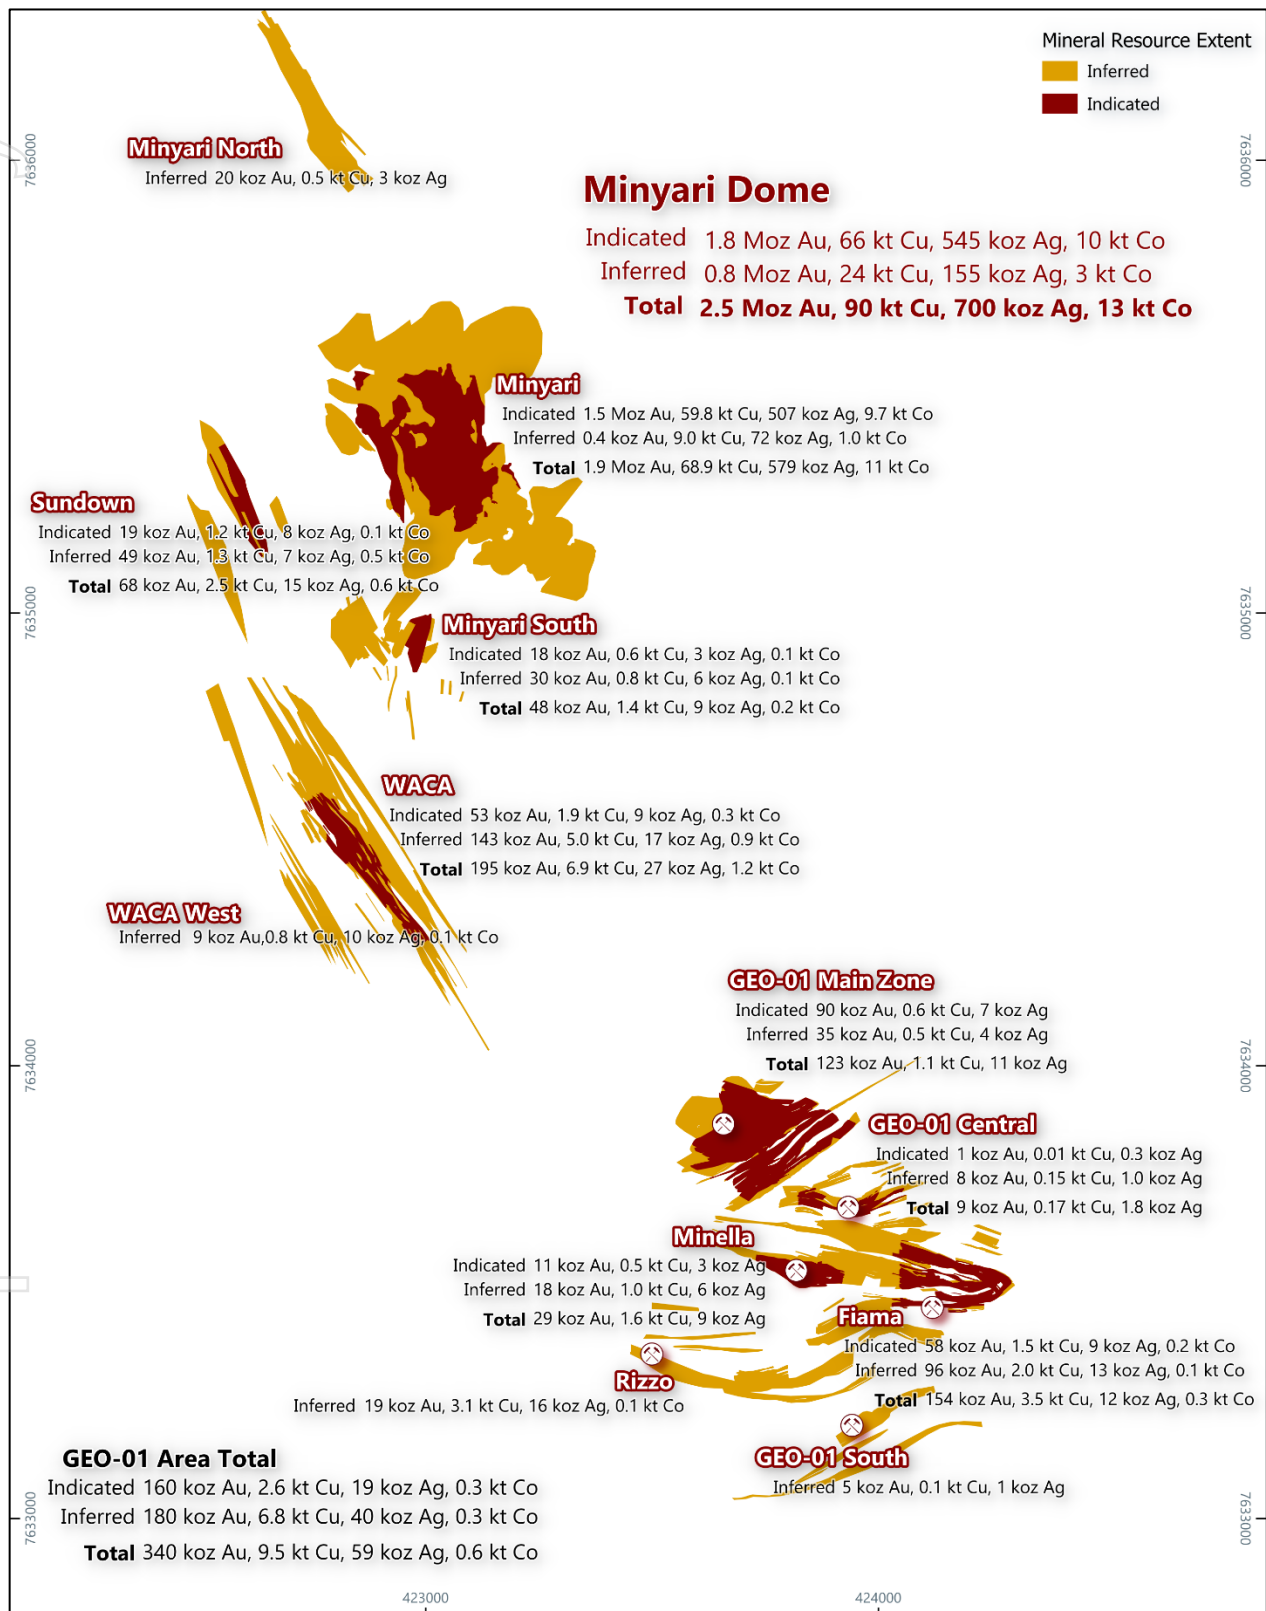 Mineral Resource Extent
Inferred
Indicated
Minyari North
Inferred 20 koz Au, 0.5 kt Cu, 3 koz Ag
7636000
7636000
Minyari Dome
Indicated 1.8 Moz Au, 66 kt Cu, 545 koz Ag, 10 kt Co
Inferred 0.8 Moz Au, 24 kt Cu, 155 koz Ag, 3 kt Co
Total 2.5 Moz Au, 90 kt Cu, 700 koz Ag, 13 kt Co
Minyari
Indicated 1.5 Moz Au, 59.8 kt Cu, 507 koz Ag, 9.7 kt Co
Inferred 0.4 koz Au, 9.0 kt Cu, 72 koz Ag, 1.0 kt Co
Total 1.9 Moz Au, 68.9 kt Cu, 579 koz Ag, 11 kt Co
Sundown
Indicated 19 koz Au, 1.2 kt Cu, 8 koz Ag, 0.1 kt Co
Inferred 49 koz Au, 1.3 kt Cu, 7 koz Ag, 0.5 kt Co
Total 68 koz Au, 2.5 kt Cu, 15 koz Ag, 0.6 kt Co
7635000
7635000
Minyari South
Indicated 18 koz Au, 0.6 kt Cu, 3 koz Ag, 0.1 kt Co
Inferred 30 koz Au, 0.8 kt Cu, 6 koz Ag, 0.1 kt Co
Total 48 koz Au, 1.4 kt Cu, 9 koz Ag, 0.2 kt Co
WACA
Indicated 53 koz Au, 1.9 kt Cu, 9 koz Ag, 0.3 kt Co
Inferred 143 koz Au, 5.0 kt Cu, 17 koz Ag, 0.9 kt Co
Total 195 koz Au, 6.9 kt Cu, 27 koz Ag, 1.2 kt Co
WACA West
Inferred 9 koz Au,0.8 kt Cu, 10 koz Ag, 0.1 kt Co
GEO-01 Main Zone
Indicated 90 koz Au, 0.6 kt Cu, 7 koz Ag
Inferred 35 koz Au, 0.5 kt Cu, 4 koz Ag
Total 123 koz Au, 1.1 kt Cu, 11 koz Ag
7634000
7634000
GEO-01 Central
Indicated 1 koz Au, 0.01 kt Cu, 0.3 koz Ag
Inferred 8 koz Au, 0.15 kt Cu, 1.0 koz Ag
Total 9 koz Au, 0.17 kt Cu, 1.8 koz Ag
Minella
Indicated 11 koz Au, 0.5 kt Cu, 3 koz Ag
Inferred 18 koz Au, 1.0 kt Cu, 6 koz Ag
Total 29 koz Au, 1.6 kt Cu, 9 koz Ag
Fiama
Indicated 58 koz Au, 1.5 kt Cu, 9 koz Ag, 0.2 kt Co
Inferred 96 koz Au, 2.0 kt Cu, 13 koz Ag, 0.1 kt Co
Total 154 koz Au, 3.5 kt Cu, 12 koz Ag, 0.3 kt Co
Rizzo
Inferred 19 koz Au, 3.1 kt Cu, 16 koz Ag, 0.1 kt Co
GEO-01 South
Inferred 5 koz Au, 0.1 kt Cu, 1 koz Ag
GEO-01 Area Total
Indicated 160 koz Au, 2.6 kt Cu, 19 koz Ag, 0.3 kt Co
Inferred 180 koz Au, 6.8 kt Cu, 40 koz Ag, 0.3 kt Co
Total 340 koz Au, 9.5 kt Cu, 59 koz Ag, 0.6 kt Co
7633000
7633000
423000
424000